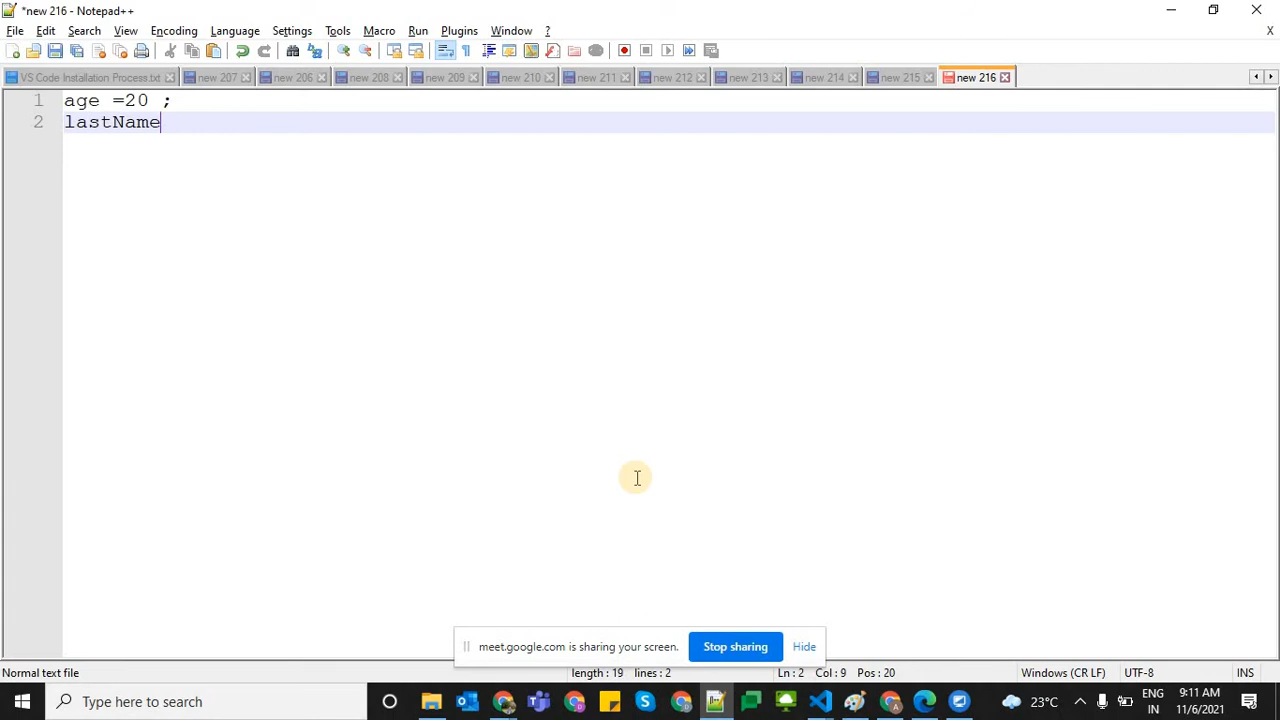 *new 216 - Notepad++
File Edit Search View Encoding Language Settings Tools Macro Run Plugins Window ? X
VS Code Installation Process.txt new 207 new 206 new 208 new 209 new 210 new 211 new 212 new 213 new 214 new 215 new 216
1 age =20 ;
2 lastName
meet.google.com is sharing your screen. Stop sharing Hide
Normal text file length : 19 lines : 2 Ln : 2 Col : 9 Pos : 20 Windows (CR LF) UTF-8 INS
Type here to search 23°C ENG IN 9:11 AM 11/6/2021